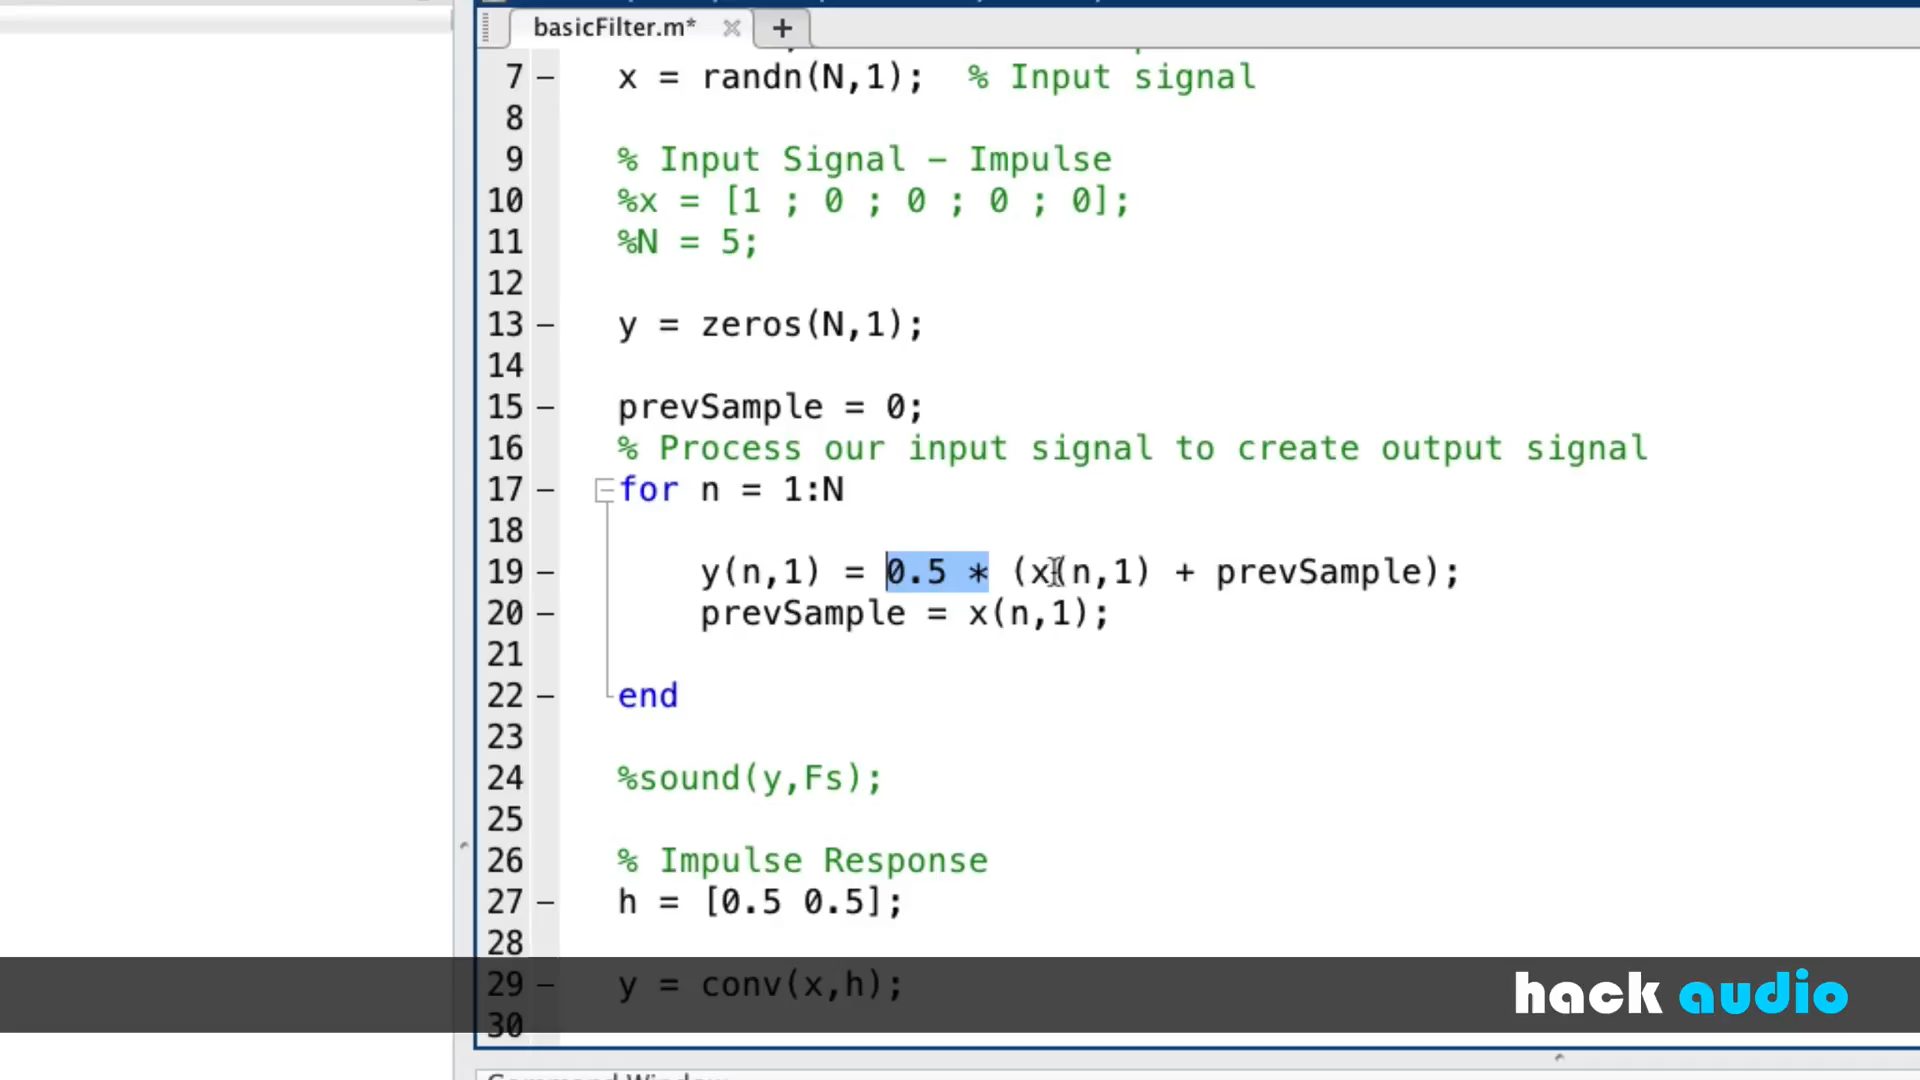 basicFilter.m*
7 – x = randn(N,1); % Input signal
8
9 % Input Signal – Impulse
10 %x = [1 ; 0 ; 0 ; 0 ; 0];
11 %N = 5;
12
13 – y = zeros(N,1);
14
15 – prevSample = 0;
16 % Process our input signal to create output signal
17 – for n = 1:N
18
19 – y(n,1) = 0.5 * (x(n,1) + prevSample);
20 – prevSample = x(n,1);
21
22 – end
23
24 %sound(y,Fs);
25
26 % Impulse Response
27 – h = [0.5 0.5];
28
29 – y = conv(x,h);
30
hack audio
Command Window